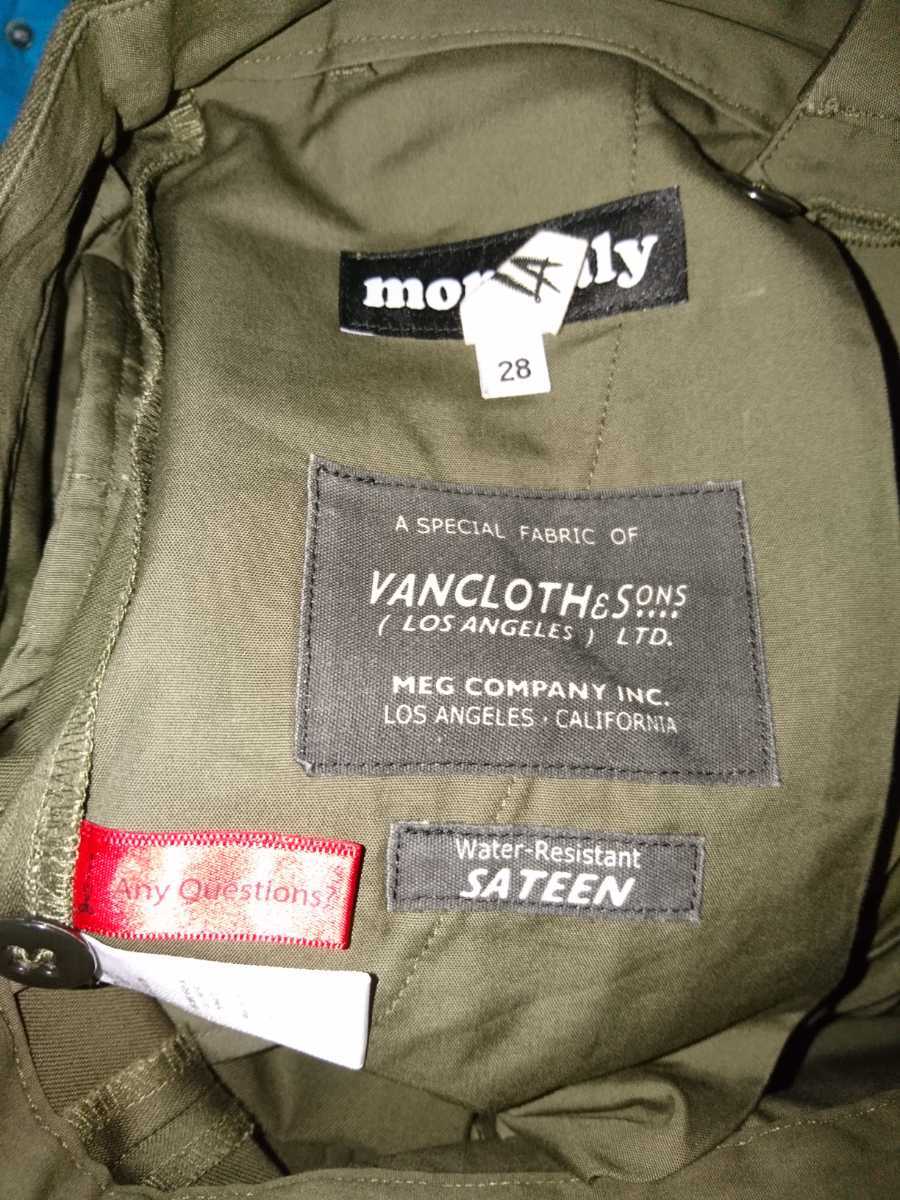 28
A SPECIAL FABRIC OF
VANCLOTH & SONS
( LOS ANGELES ) LTD.
MEG COMPANY INC.
LOS ANGELES · CALIFORNIA
Any Questions?
Water-Resistant
SATEEN